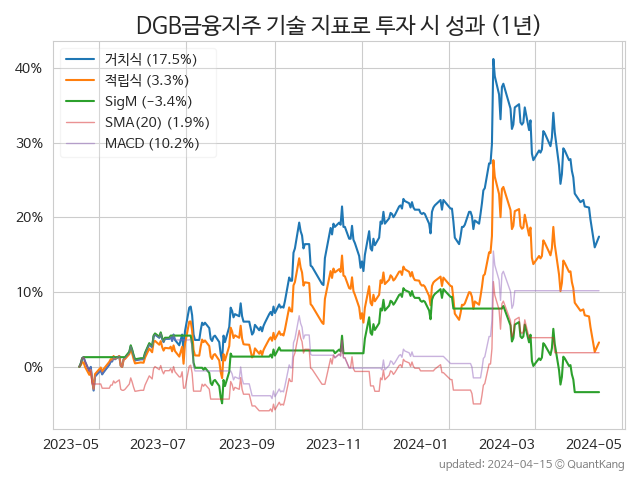 DGB금융지주 기술 지표로 투자 시 성과 (1년)
거치식 (17.5%)
적립식 (3.3%)
SigM (−3.4%)
SMA(20) (1.9%)
MACD (10.2%)
40%
30%
20%
10%
0%
2023-05 2023-07 2023-09 2023-11 2024-01 2024-03 2024-05
updated: 2024-04-15 © QuantKang